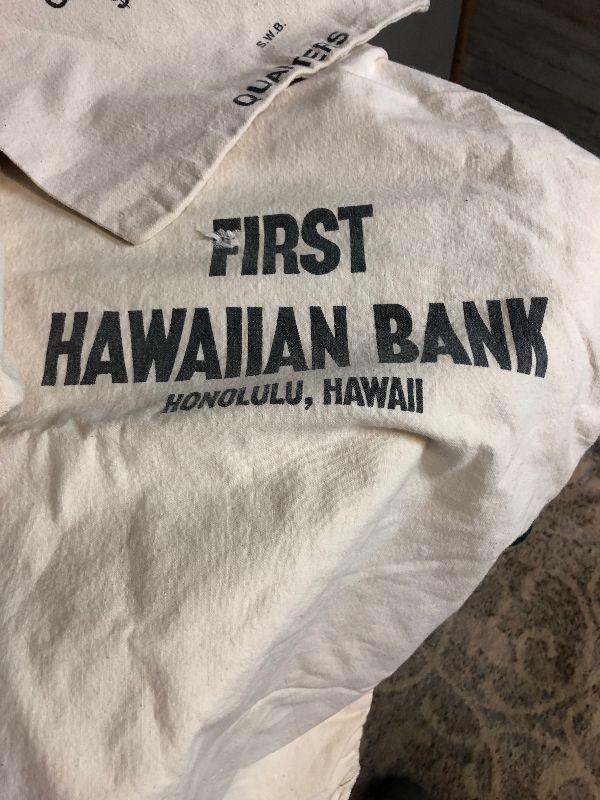 $
S.W.B.
QUARTERS
FIRST
HAWAIIAN BANK
HONOLULU, HAWAII